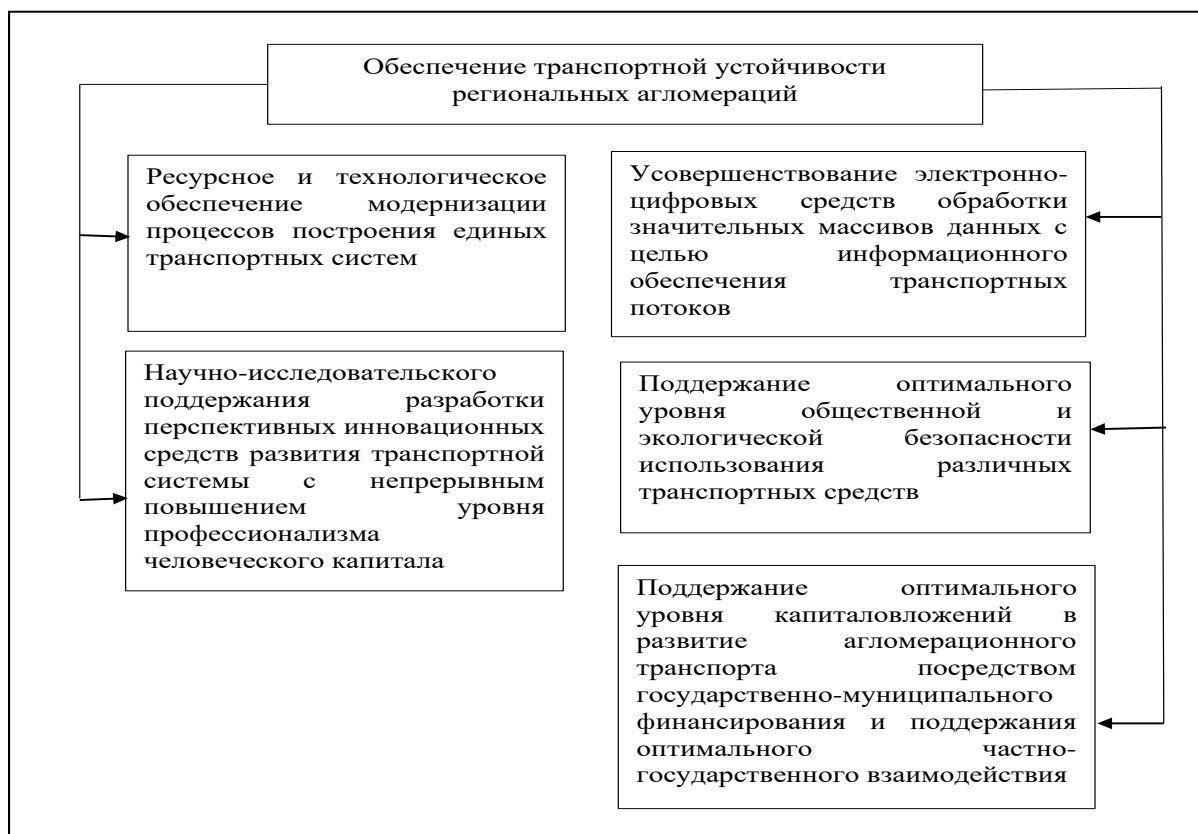 Обеспечение транспортной устойчивости
региональных агломераций
Ресурсное и технологическое
обеспечение модернизации
процессов построения единых
транспортных систем
Научно-исследовательского
поддержания разработки
перспективных инновационных
средств развития транспортной
системы с непрерывным
повышением уровня
профессионализма
человеческого капитала
Усовершенствование электронно-
цифровых средств обработки
значительных массивов данных с
целью информационного
обеспечения транспортных
потоков
Поддержание оптимального
уровня общественной и
экологической безопасности
использования различных
транспортных средств
Поддержание оптимального
уровня капиталовложений в
развитие агломерационного
транспорта посредством
государственно-муниципального
финансирования и поддержания
оптимального частно-
государственного взаимодействия